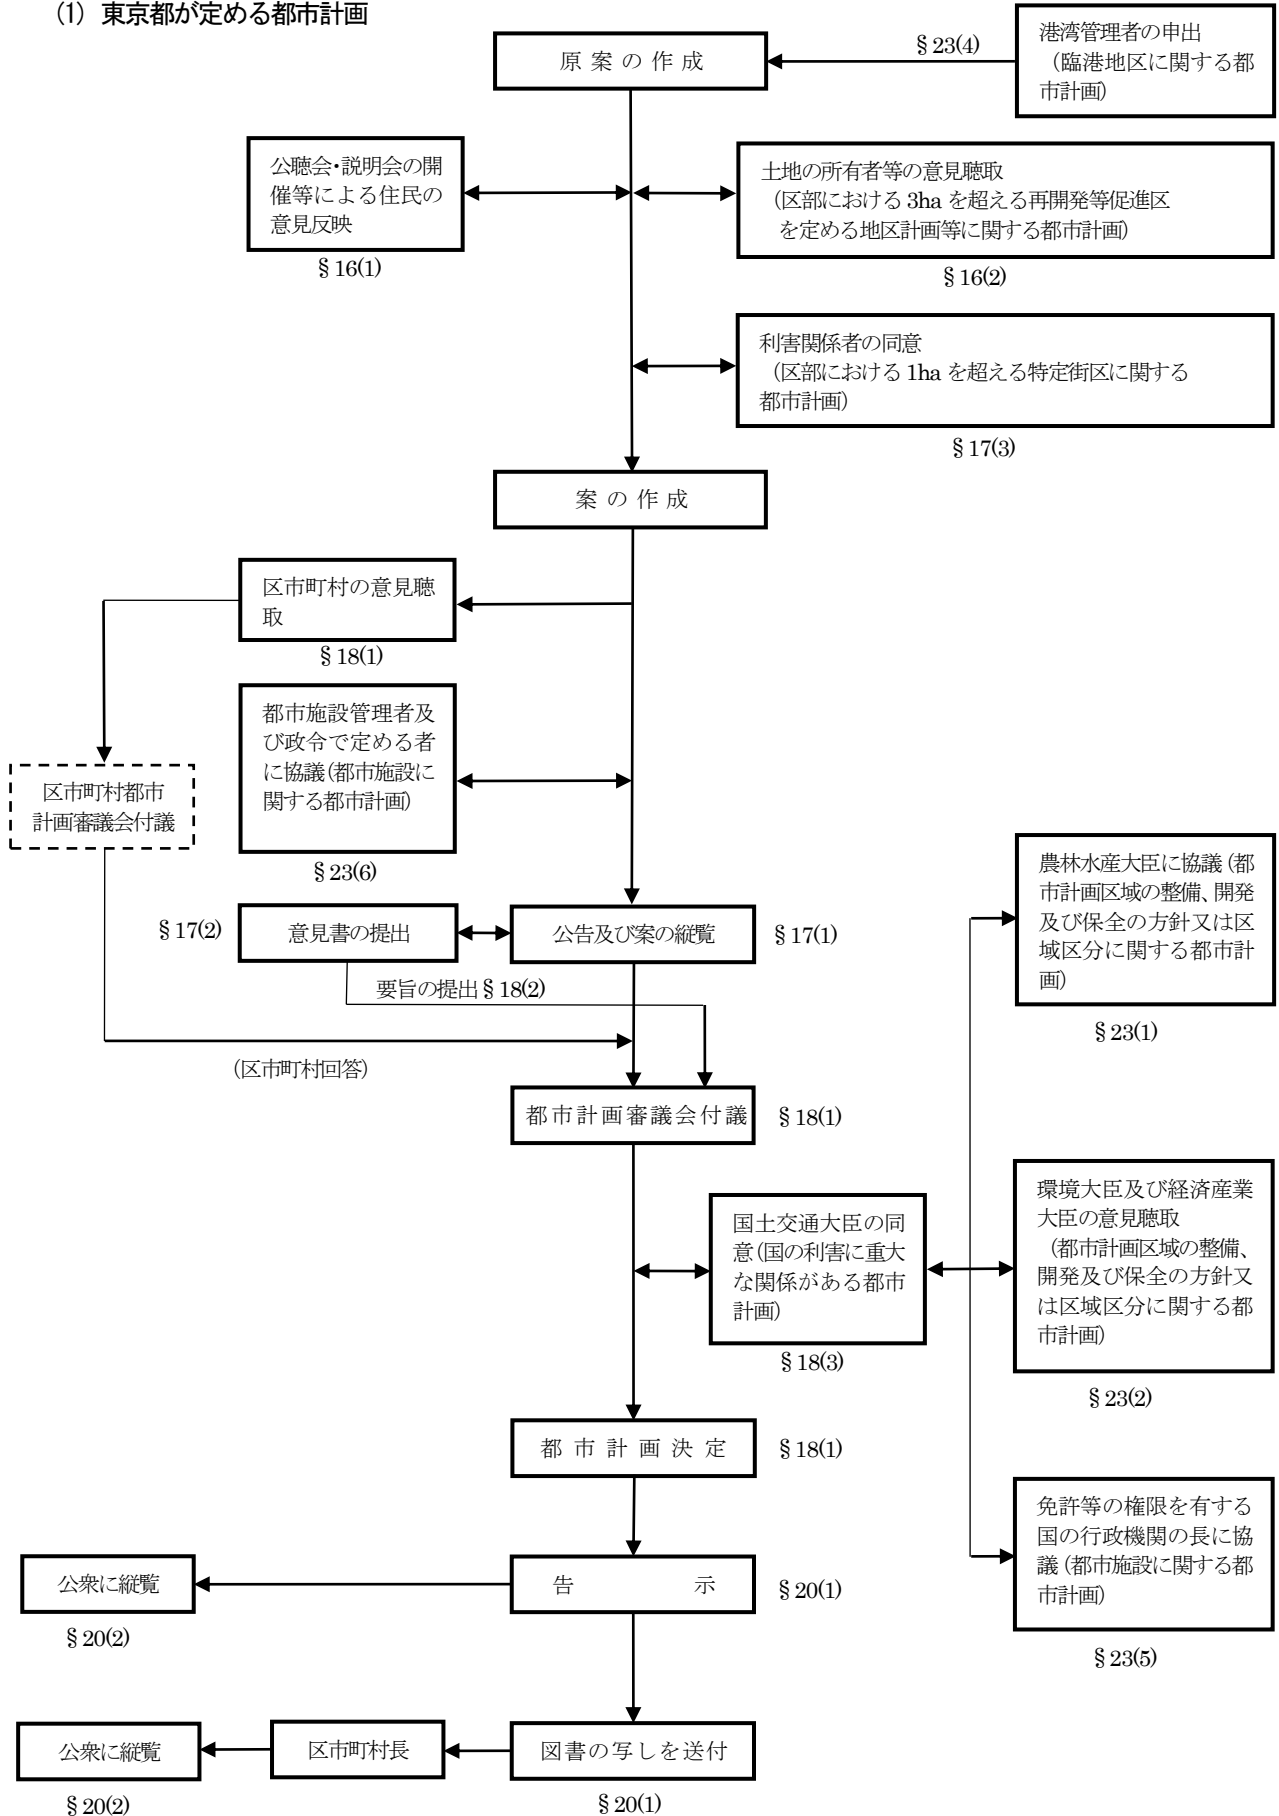 (1) 東京都が定める都市計画
原案の作成
§23(4)
港湾管理者の申出
（臨港地区に関する都
市計画）
公聴会・説明会の開
催等による住民の
意見反映
§16(1)
土地の所有者等の意見聴取
（区部における 3ha を超える再開発等促進区
を定める地区計画等に関する都市計画）
§16(2)
利害関係者の同意
（区部における 1ha を超える特定街区に関する
都市計画）
§17(3)
案の作成
区市町村の意見聴
取
§18(1)
都市施設管理者及
び政令で定める者
に協議（都市施設に
関する都市計画）
§23(6)
区市町村都市
計画審議会付議
§17(2)
意見書の提出
公告及び案の縦覧
§17(1)
要旨の提出§18(2)
（区市町村回答）
都市計画審議会付議
§18(1)
農林水産大臣に協議（都
市計画区域の整備、開発
及び保全の方針又は区
域区分に関する都市計
画）
§23(1)
国土交通大臣の同
意（国の利害に重大
な関係がある都市
計画）
§18(3)
環境大臣及び経済産業
大臣の意見聴取
（都市計画区域の整備、
開発及び保全の方針又
は区域区分に関する都
市計画）
§23(2)
都市計画決定
§18(1)
免許等の権限を有する
国の行政機関の長に協
議（都市施設に関する都
市計画）
§23(5)
公衆に縦覧
§20(2)
告示
§20(1)
公衆に縦覧
§20(2)
区市町村長
図書の写しを送付
§20(1)